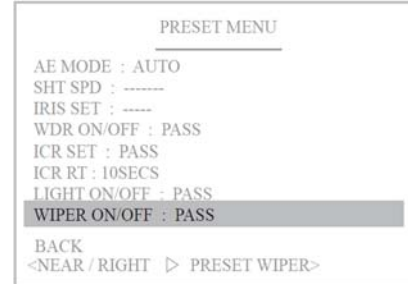 PRESET MENU
AE MODE : AUTO
SHT SPD : -------
IRIS SET : -----
WDR ON/OFF : PASS
ICR SET : PASS
ICR RT : 10SECS
LIGHT ON/OFF : PASS
WIPER ON/OFF : PASS
BACK
<NEAR / RIGHT ▷ PRESET WIPER>